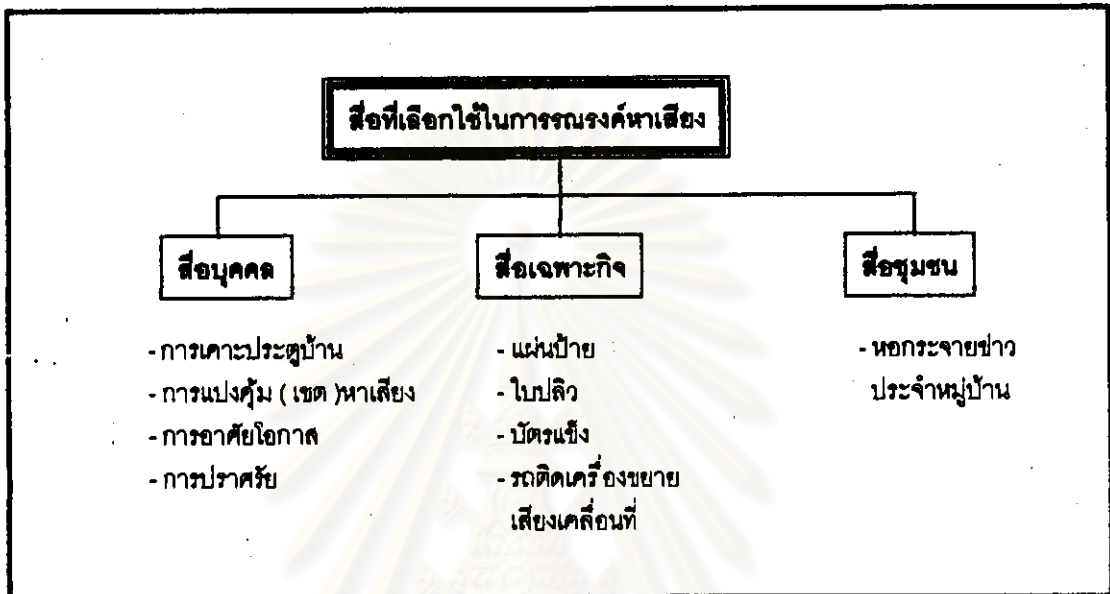 สื่อที่เลือกใช้ในการรณรงค์หาเสียง
สื่อบุคคล
- การเคาะประตูบ้าน
- การแบ่งคุ้ม ( เขต )หาเสียง
- การอาศัยโอกาส
- การปราศรัย
สื่อเฉพาะกิจ
- แผ่นป้าย
- ใบปลิว
- บัตรแข็ง
- รถติดเครื่องขยาย
เสียงเคลื่อนที่
สื่อชุมชน
- หอกระจายข่าว
ประจำหมู่บ้าน